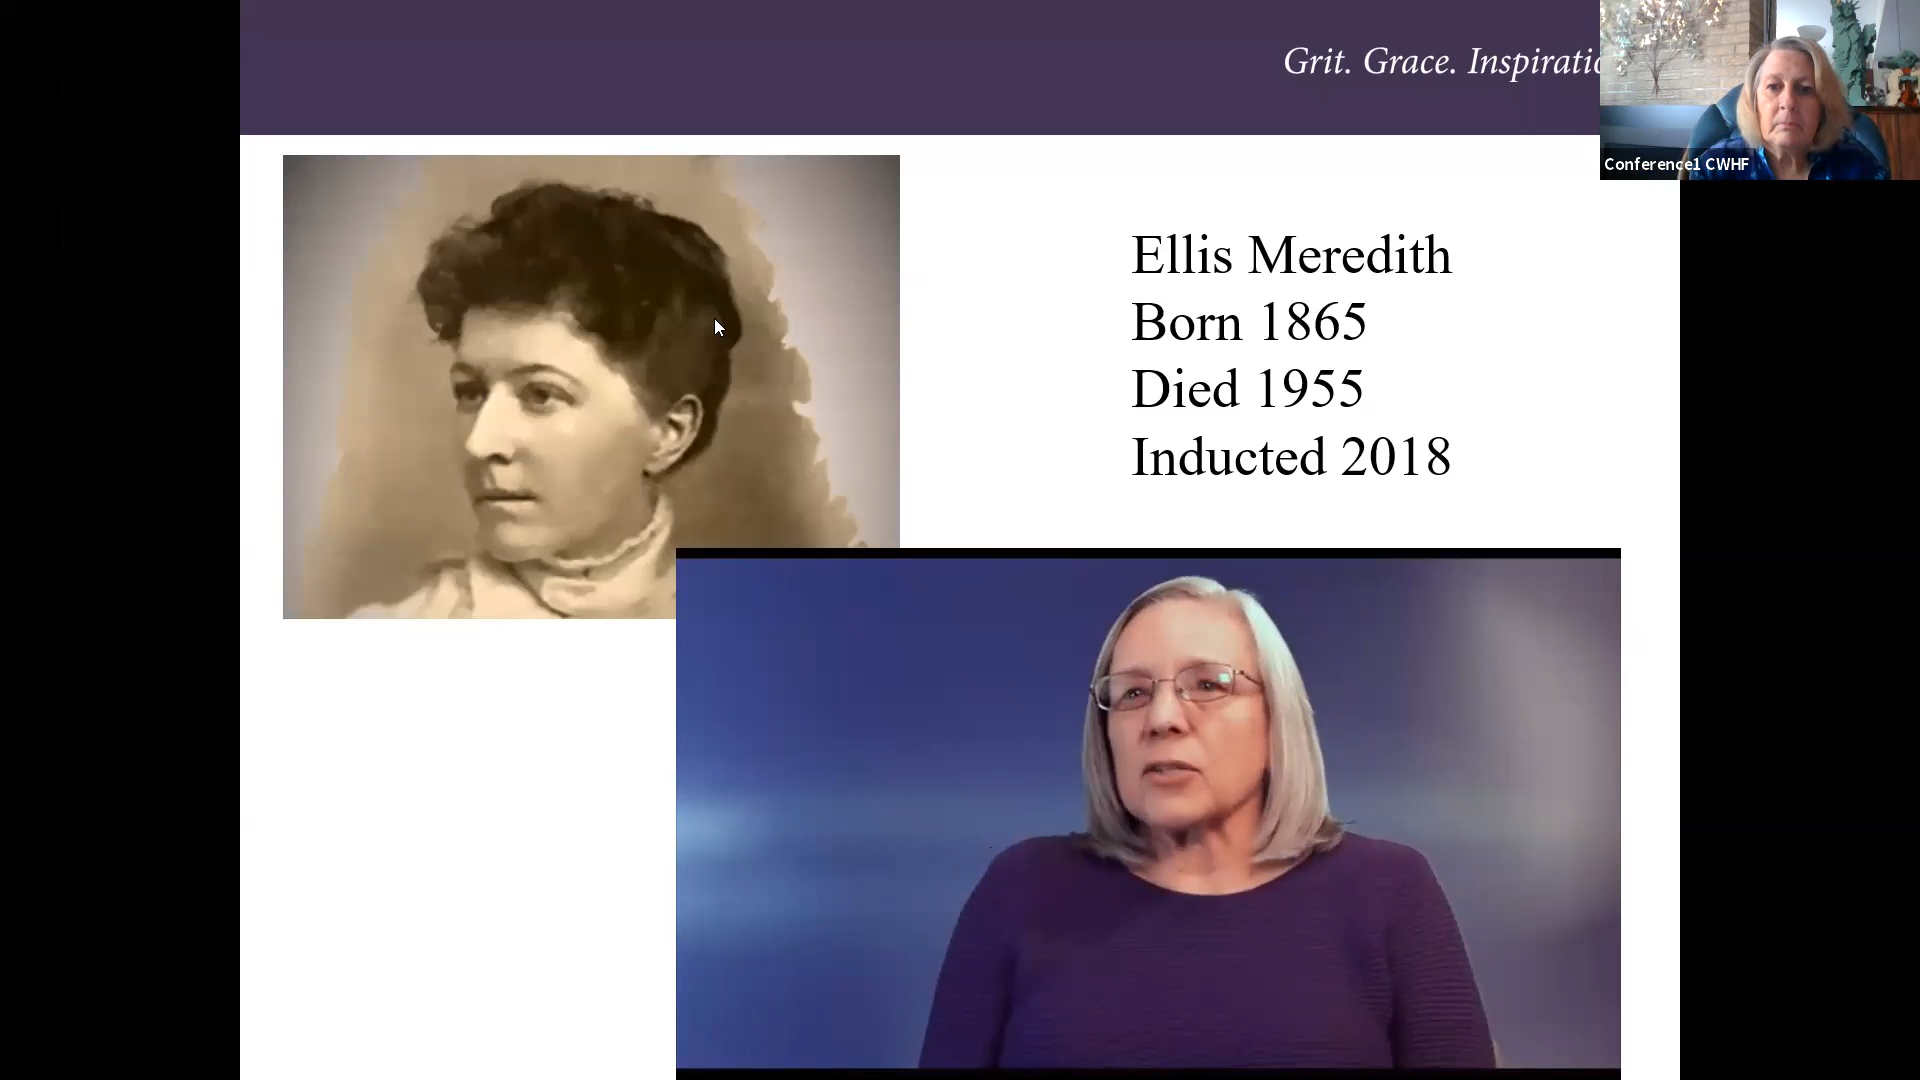 Grit. Grace. Inspiratio
Conference1 CWHF
Ellis Meredith
Born 1865
Died 1955
Inducted 2018